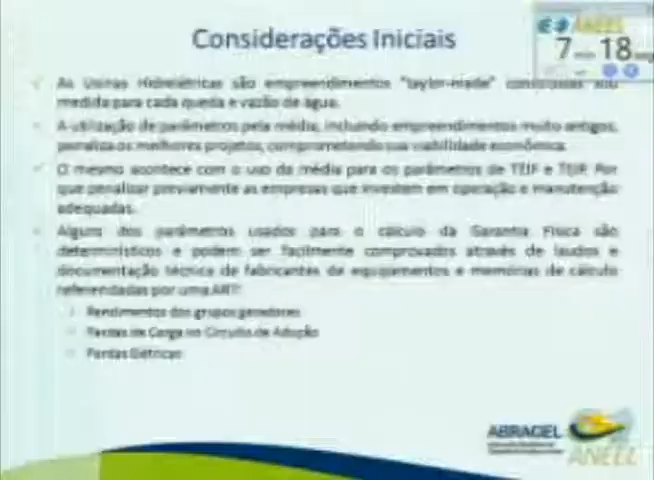 Considerações Iniciais
ANEEL
7 18
As Usinas Hidrelétricas são empreendimentos "taylor-made" construídas sob
medida para cada queda e vazão de água.
A utilização de parâmetros pela média, incluindo empreendimentos muito antigos,
penaliza os melhores projetos, comprometendo sua viabilidade econômica.
O mesmo acontece com o uso da média para os parâmetros de TEIF e TEIP. Por
que penalizar previamente as empresas que investem em operação e manutenção
adequadas.
Alguns dos parâmetros usados para o cálculo da Garantia Física são
determinísticos e podem ser facilmente comprovados através de laudos e
documentação técnica de fabricantes de equipamentos e memórias de cálculo
referendadas por uma ART:
Rendimentos dos grupos geradores
Perdas de Carga no Circuito de Adução
Perdas Elétricas
ABRAGEL
ANEEL